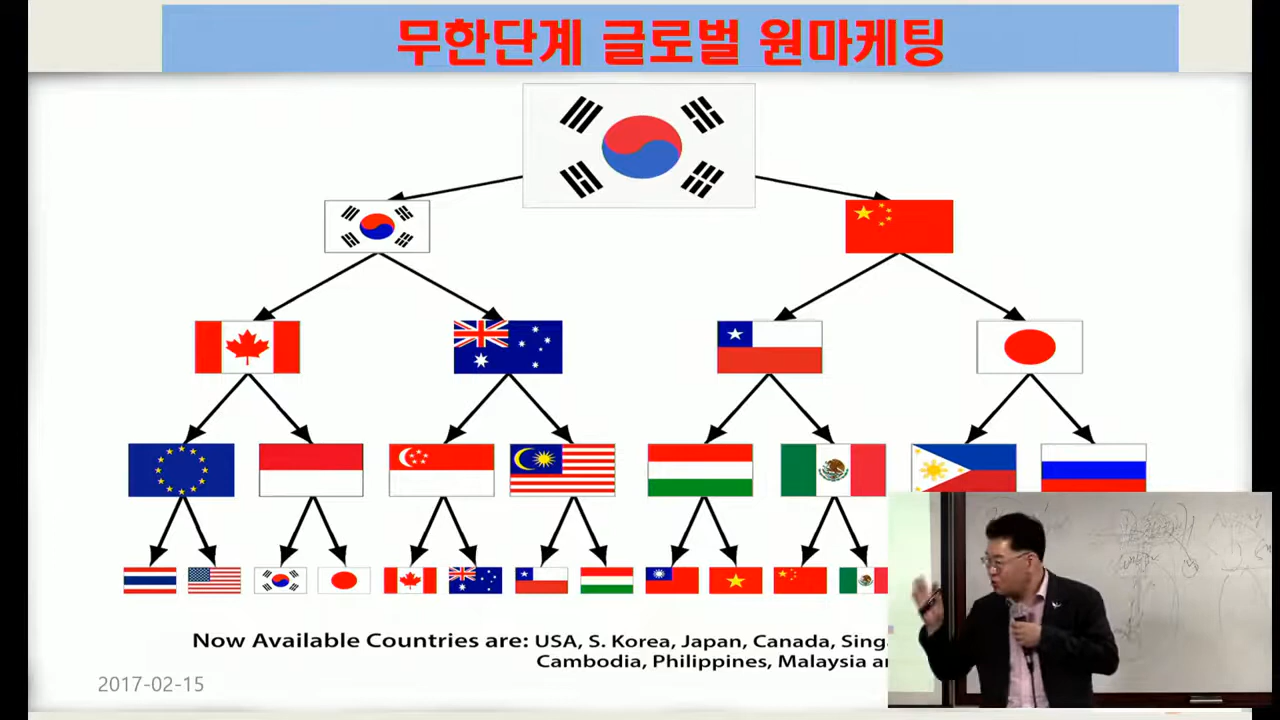 무한단계 글로벌 원마케팅
Now Available Countries are: USA, S. Korea, Japan, Canada,
Cambodia, Philippines, Malaysia
2017-02-15